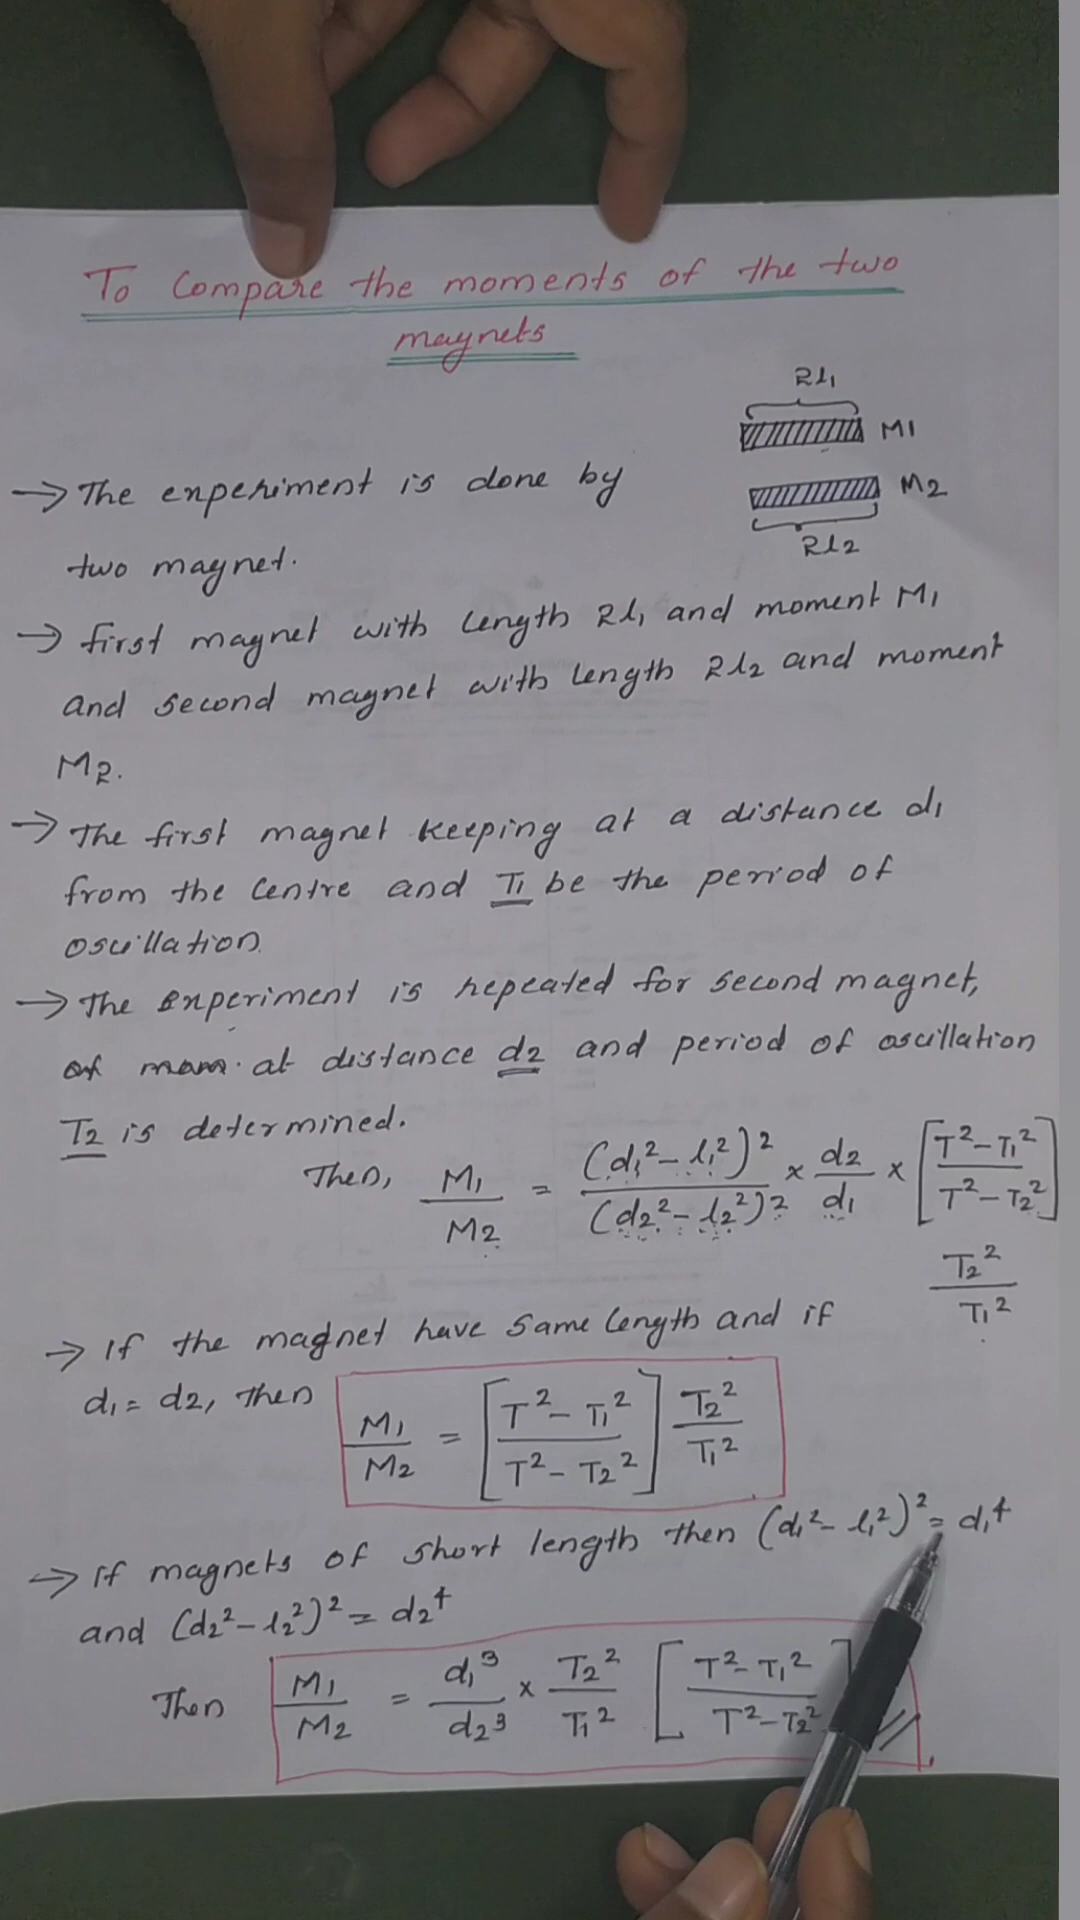 To Compare the moments of the two
magnets
2l₁
M1
M2
2l2
→ The experiment is done by
two magnet.
→ first magnet with length 2l₁ and moment M₁
and second magnet with length 2l₂ and moment
M2.
→ The first magnet keeping at a distance d₁
from the Centre and T₁ be the period of
oscillation.
→ The experiment is repeated for second magnet,
at distance d2 and period of oscillation
T2 is determined.
Then, M₁/M2 = (d₁² - l₁²)²/(d₂² - l₂²)² × d2/d₁ × [T² - T₁²/T² - T₂²]
T₂²/T₁²
→ If the magnet have same length and if
d₁ = d2, then M₁/M2 = [T² - T₁²/T² - T₂²] T₂²/T₁²
→ If magnets of short length then (d₁² - l₁²)² = d₁⁴
and (d₂² - l₂²)² = d₂⁴
Then M₁/M2 = d₁³/d₂³ × T₂²/T₁² [T² - T₁²/T² - T₂²